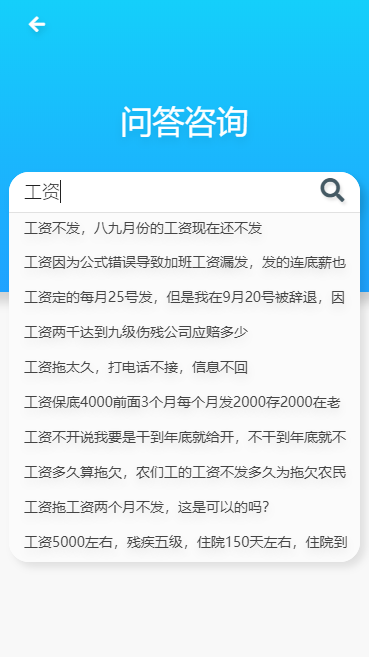 问答咨询
工资
工资不发，八九月份的工资现在还不发
工资因为公式错误导致加班工资漏发，发的连底薪也
工资定的每月25号发，但是我在9月20号被辞退，因
工资两千达到九级伤残公司应赔多少
工资拖太久，打电话不接，信息不回
工资保底4000前面3个月每个月发2000存2000在老
工资不开说我要是干到年底就给开，不干到年底就不
工资多久算拖欠，农们工的工资不发多久为拖欠农民
工资拖工资两个月不发，这是可以的吗?
工资5000左右，残疾五级，住院150天左右，住院到